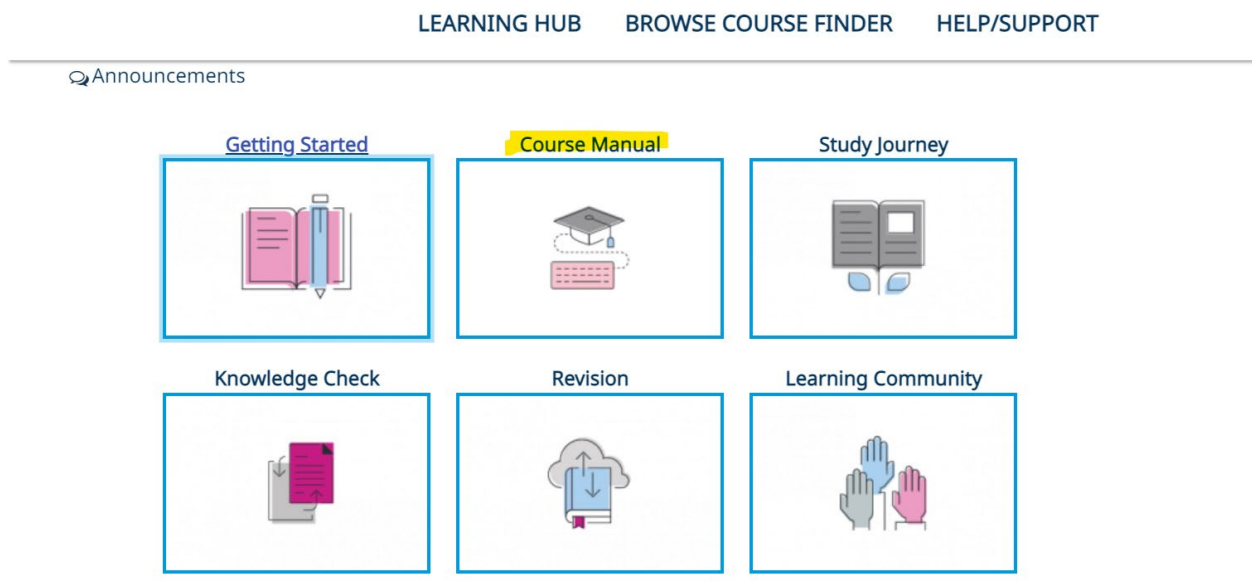 LEARNING HUB BROWSE COURSE FINDER HELP/SUPPORT
Announcements
Getting Started Course Manual Study Journey
Knowledge Check Revision Learning Community